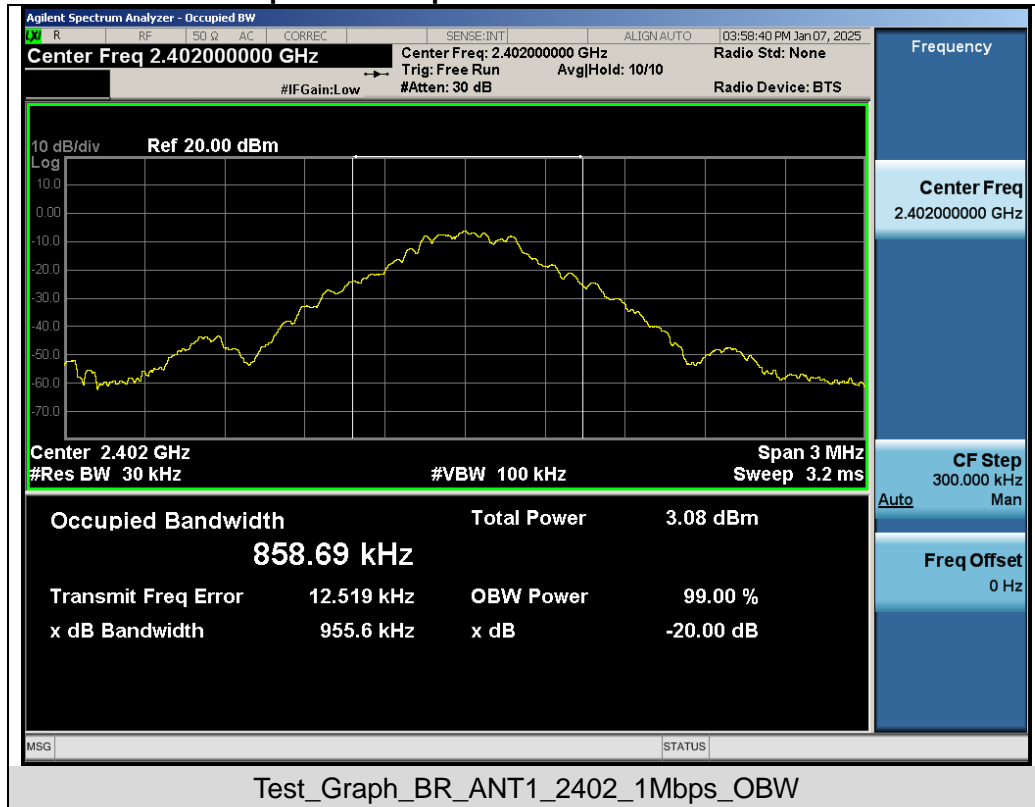 Agilent Spectrum Analyzer - Occupied BW
LXI R RF 50 Ω AC CORREC SENSE:INT ALIGN AUTO 03:58:40 PM Jan 07, 2025
Center Freq 2.402000000 GHz Center Freq: 2.402000000 GHz Radio Std: None
Trig: Free Run Avg|Hold: 10/10
#IFGain:Low #Atten: 30 dB Radio Device: BTS
Frequency
10 dB/div Ref 20.00 dBm
Log
10.0
0.00
-10.0
-20.0
-30.0
-40.0
-50.0
-60.0
-70.0
Center 2.402 GHz Span 3 MHz
#Res BW 30 kHz #VBW 100 kHz Sweep 3.2 ms
Center Freq
2.402000000 GHz
CF Step
300.000 kHz
Auto Man
Freq Offset
0 Hz
Occupied Bandwidth Total Power 3.08 dBm
858.69 kHz
Transmit Freq Error 12.519 kHz OBW Power 99.00 %
x dB Bandwidth 955.6 kHz x dB -20.00 dB
MSG STATUS
Test_Graph_BR_ANT1_2402_1Mbps_OBW